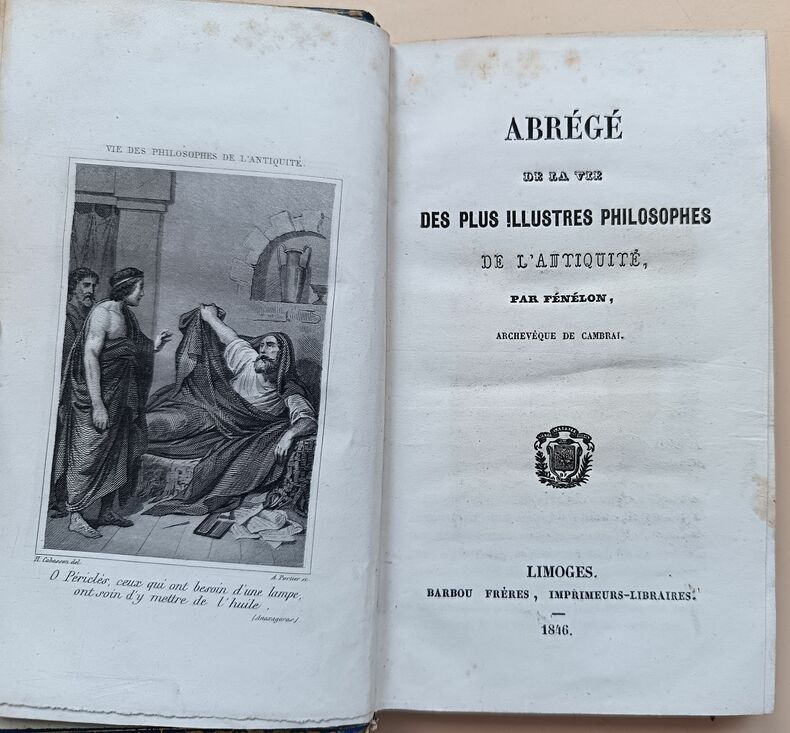 VIE DES PHILOSOPHES DE L'ANTIQUITÉ.
H. Cabasson del.
A. Portier sc.
O Périclès, ceux qui ont besoin d'une lampe,
ont soin d'y mettre de l'huile.
(Anaxagoras)
ABRÉGÉ
DE LA VIE
DES PLUS ILLUSTRES PHILOSOPHES
DE L'ANTIQUITÉ,
PAR FÉNÉLON,
ARCHEVÊQUE DE CAMBRAI.
LIMOGES.
BARBOU FRÈRES, IMPRIMEURS-LIBRAIRES.
1846.